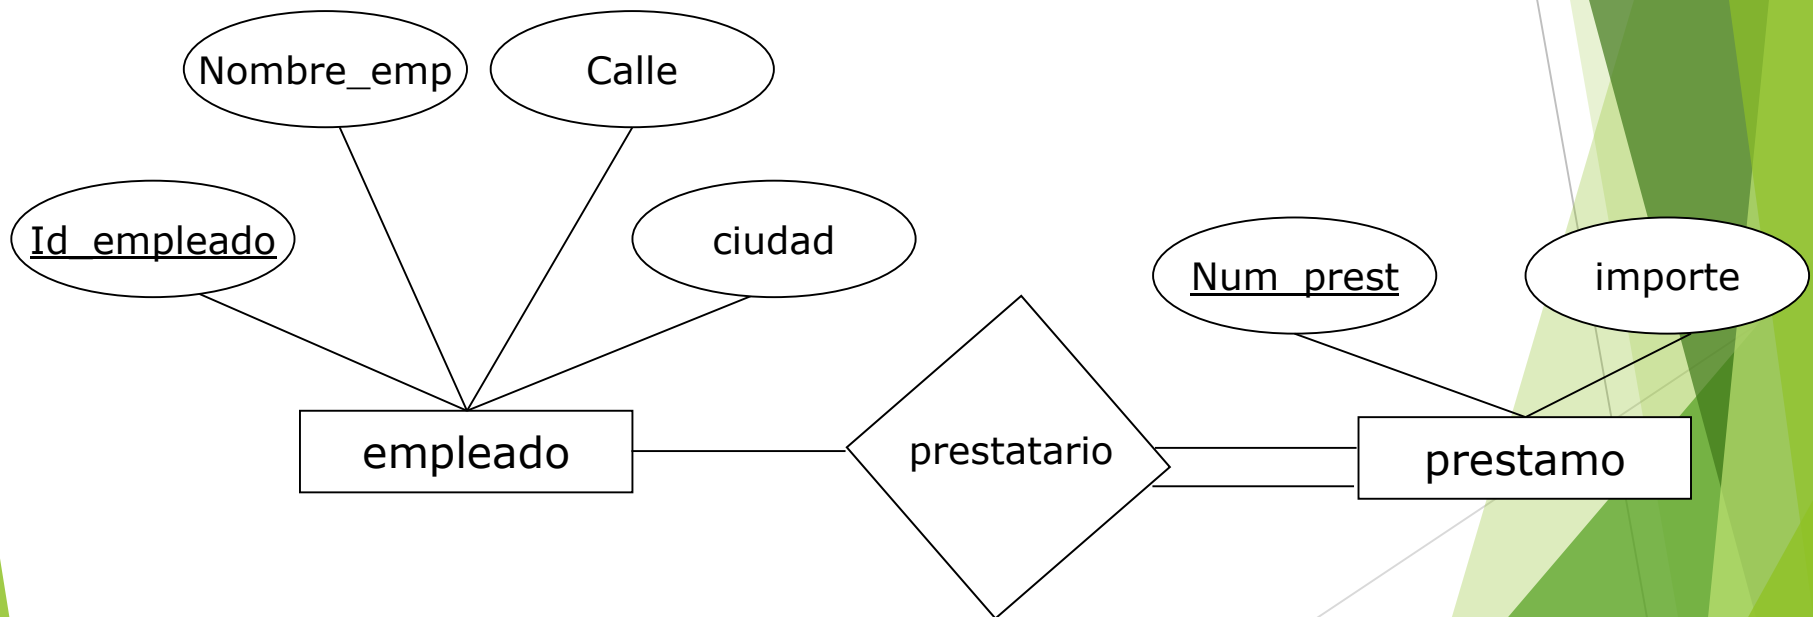 Nombre_emp
Calle
Id_empleado
ciudad
Num_prest
importe
empleado
prestatario
prestamo